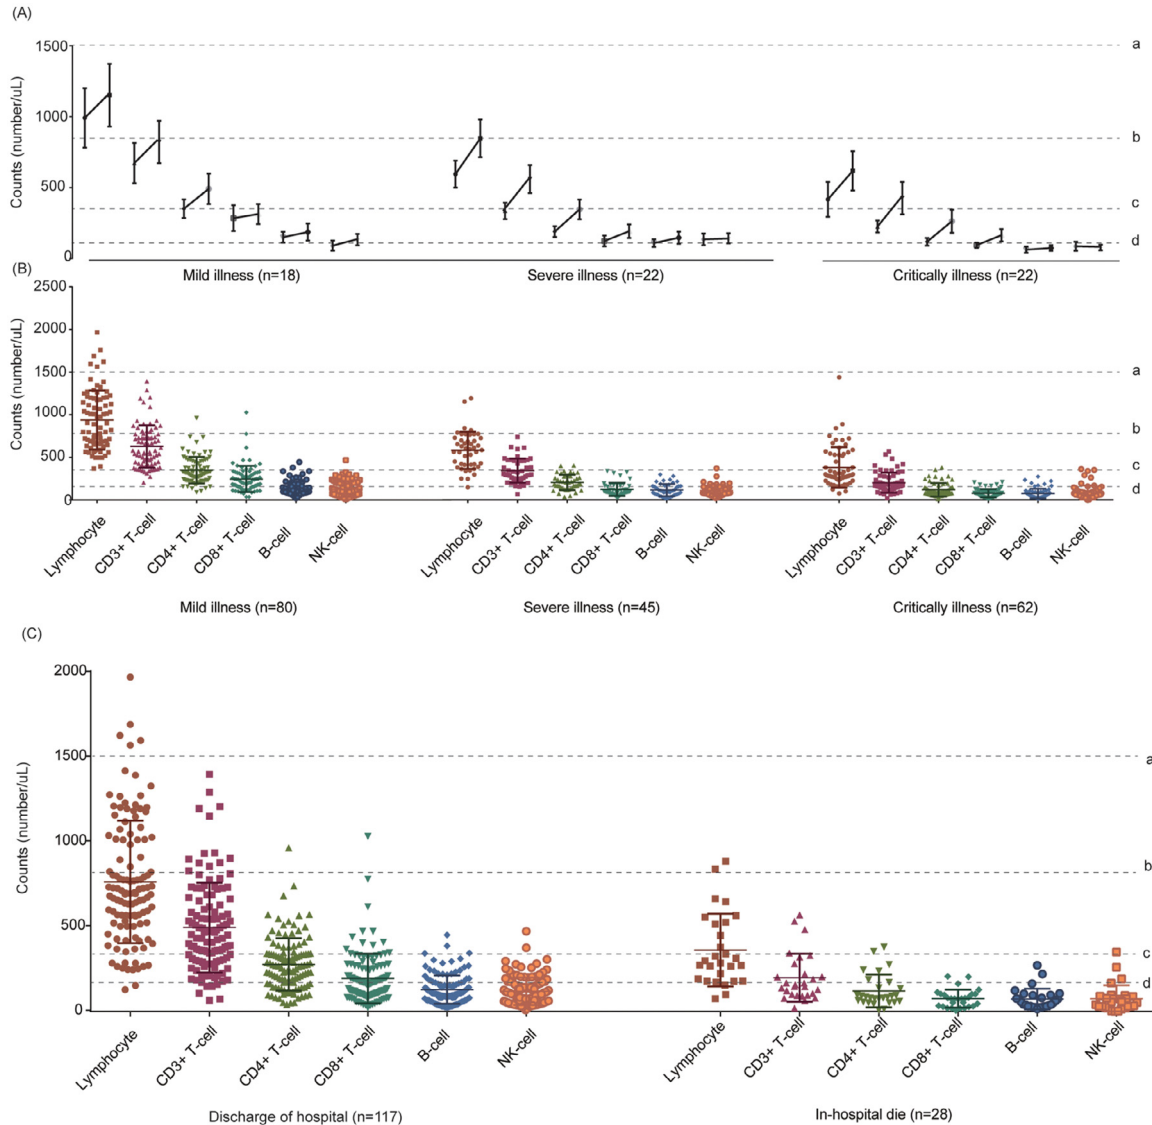 (A)
1500
1000
500
0
Counts (number/uL)
a
b
c
d
Mild illness (n=18)
Severe illness (n=22)
Critically illness (n=22)
(B)
2500
2000
1500
1000
500
0
Counts (number/uL)
a
b
c
d
Lymphocyte
CD3+ T-cell
CD4+ T-cell
CD8+ T-cell
B-cell
NK-cell
Lymphocyte
CD3+ T-cell
CD4+ T-cell
CD8+ T-cell
B-cell
NK-cell
Lymphocyte
CD3+ T-cell
CD4+ T-cell
CD8+ T-cell
B-cell
NK-cell
Mild illness (n=80)
Severe illness (n=45)
Critically illness (n=62)
(C)
2000
1500
1000
500
0
Counts (number/uL)
a
b
c
d
Lymphocyte
CD3+ T-cell
CD4+ T-cell
CD8+ T-cell
B-cell
NK-cell
Lymphocyte
CD3+ T-cell
CD4+ T-cell
CD8+ T-cell
B-cell
NK-cell
Discharge of hospital (n=117)
In-hospital die (n=28)